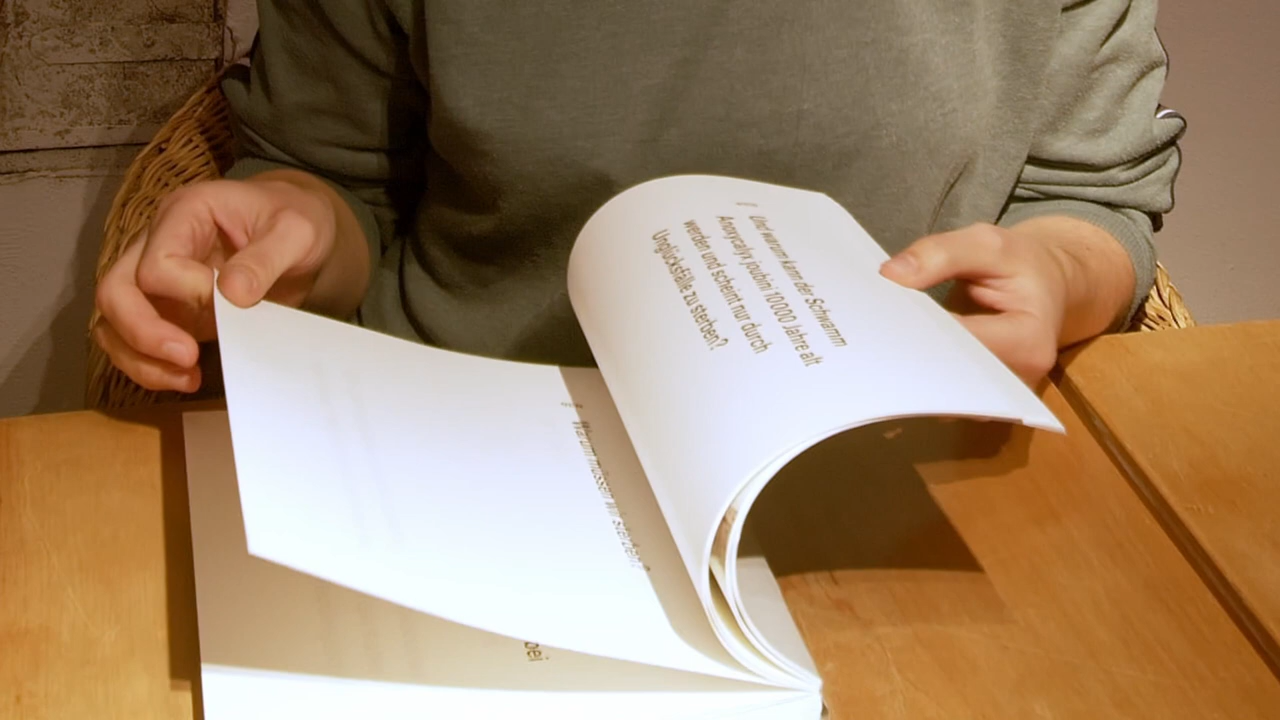 Und warum kann der Schwamm
Anoxycalyx joubini 10000 Jahre alt
werden und scheint nur durch
Unglücksfälle zu sterben?
Warum müssen wir sterben?
bei